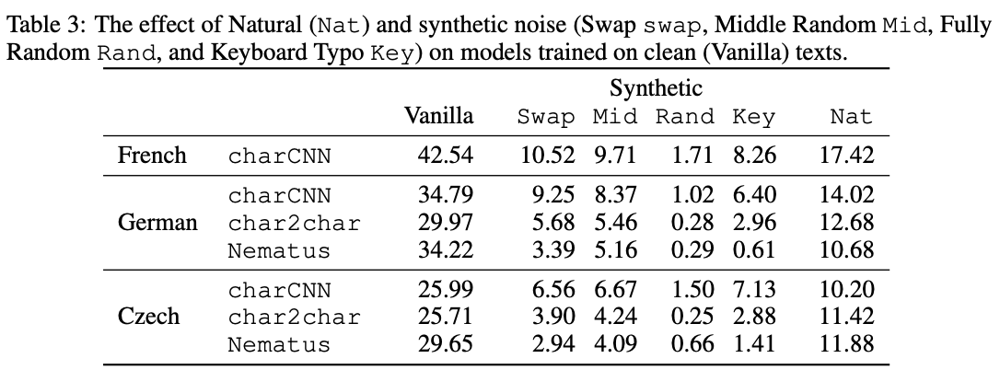 Table 3: The effect of Natural (Nat) and synthetic noise (Swap swap, Middle Random Mid, Fully
Random Rand, and Keyboard Typo Key) on models trained on clean (Vanilla) texts.
Synthetic
Vanilla Swap Mid Rand Key Nat
French charCNN 42.54 10.52 9.71 1.71 8.26 17.42
charCNN 34.79 9.25 8.37 1.02 6.40 14.02
German char2char 29.97 5.68 5.46 0.28 2.96 12.68
Nematus 34.22 3.39 5.16 0.29 0.61 10.68
charCNN 25.99 6.56 6.67 1.50 7.13 10.20
Czech char2char 25.71 3.90 4.24 0.25 2.88 11.42
Nematus 29.65 2.94 4.09 0.66 1.41 11.88